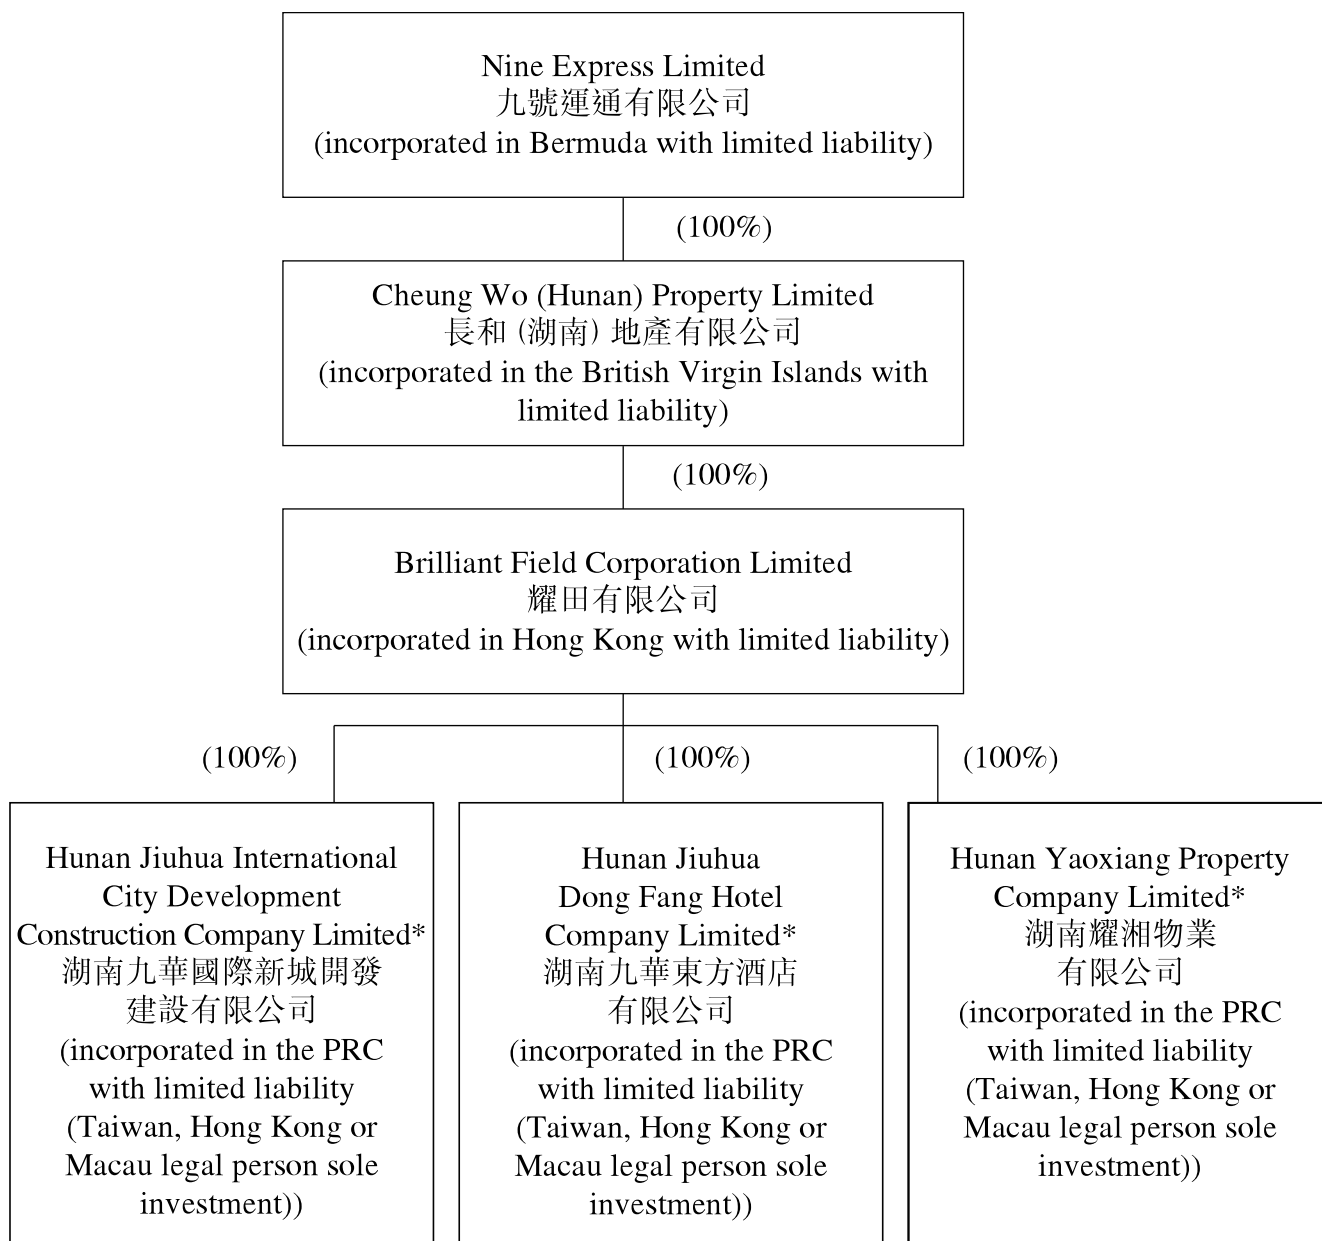 Nine Express Limited
九號運通有限公司
(incorporated in Bermuda with limited liability)
(100%)
Cheung Wo (Hunan) Property Limited
長和 (湖南) 地產有限公司
(incorporated in the British Virgin Islands with
limited liability)
(100%)
Brilliant Field Corporation Limited
耀田有限公司
(incorporated in Hong Kong with limited liability)
(100%)
(100%)
(100%)
Hunan Jiuhua International
City Development
Construction Company Limited*
湖南九華國際新城開發
建設有限公司
(incorporated in the PRC
with limited liability
(Taiwan, Hong Kong or
Macau legal person sole
investment))
Hunan Jiuhua
Dong Fang Hotel
Company Limited*
湖南九華東方酒店
有限公司
(incorporated in the PRC
with limited liability
(Taiwan, Hong Kong or
Macau legal person sole
investment))
Hunan Yaoxiang Property
Company Limited*
湖南耀湘物業
有限公司
(incorporated in the PRC
with limited liability
(Taiwan, Hong Kong or
Macau legal person sole
investment))